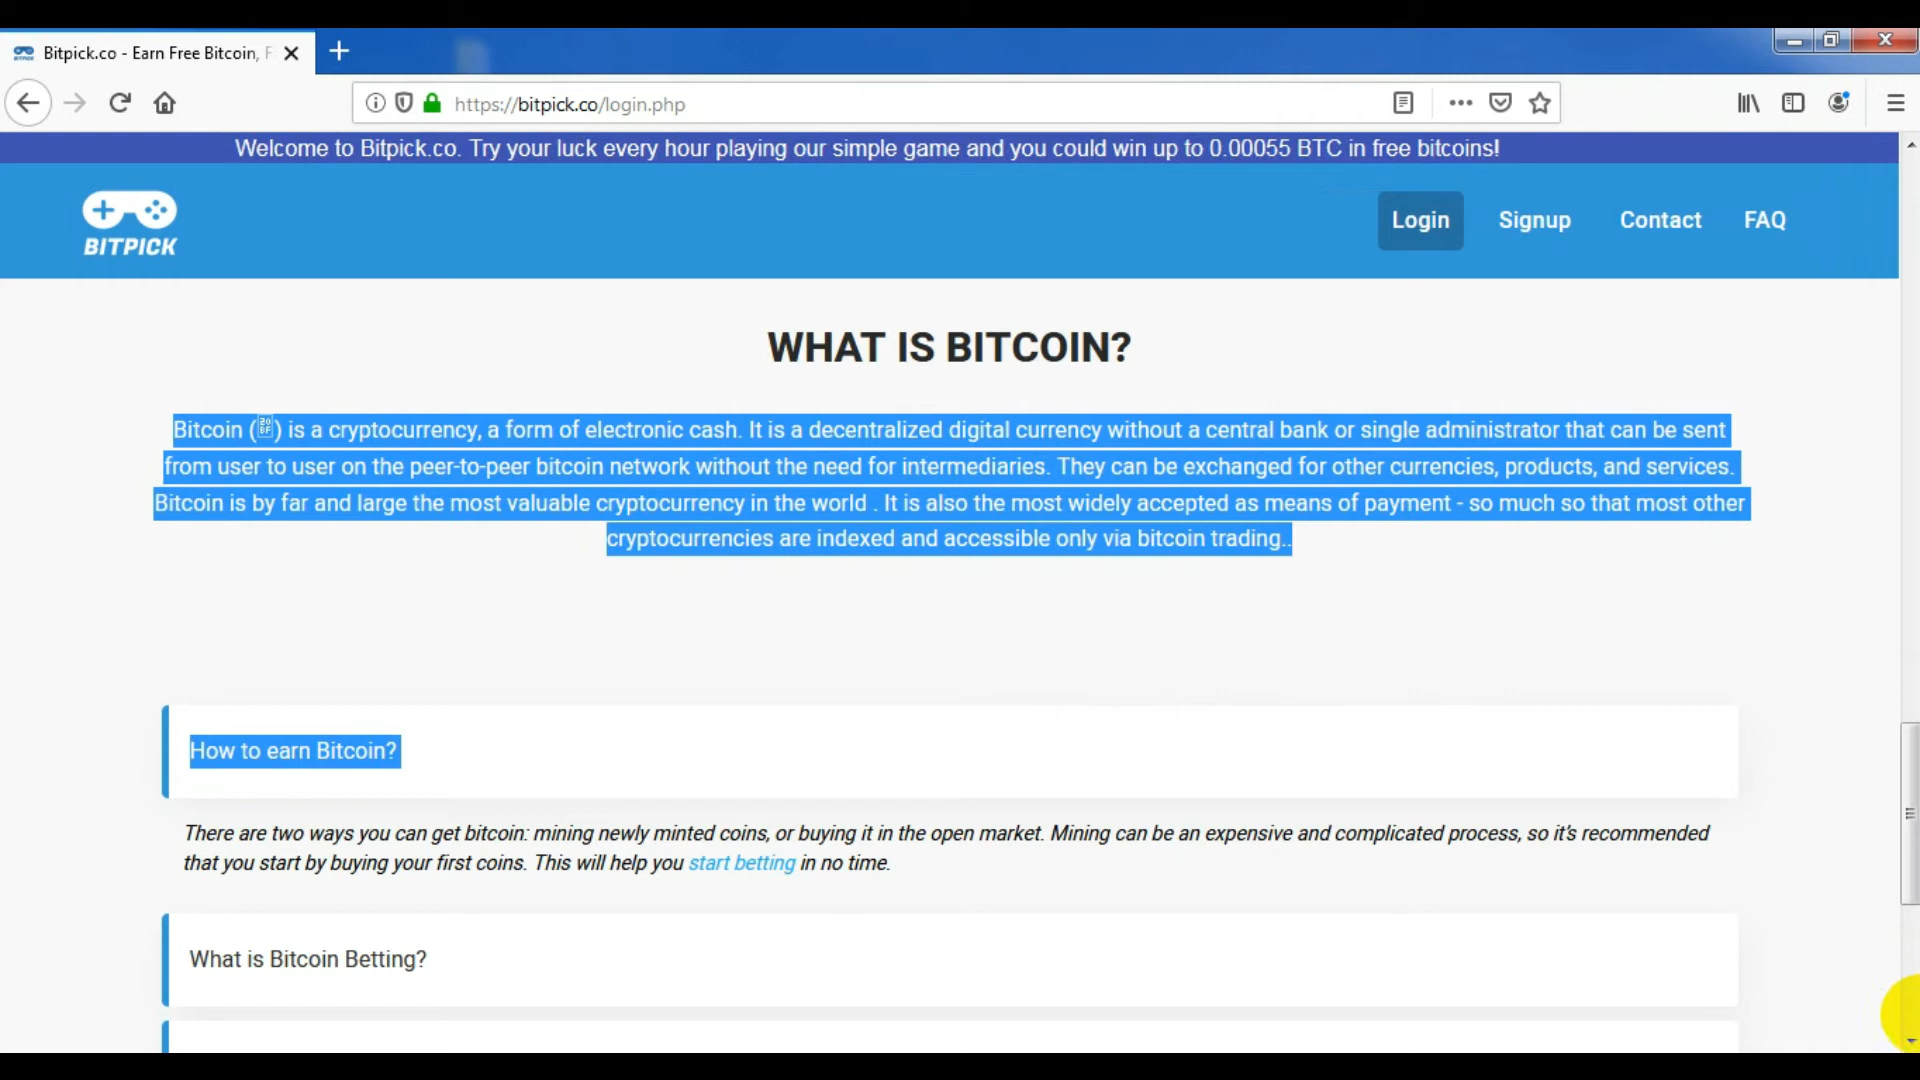 Bitpick.co - Earn Free Bitcoin, F
https://bitpick.co/login.php
Welcome to Bitpick.co. Try your luck every hour playing our simple game and you could win up to 0.00055 BTC in free bitcoins!
BITPICK
Login Signup Contact FAQ
WHAT IS BITCOIN?
Bitcoin (₿) is a cryptocurrency, a form of electronic cash. It is a decentralized digital currency without a central bank or single administrator that can be sent
from user to user on the peer-to-peer bitcoin network without the need for intermediaries. They can be exchanged for other currencies, products, and services.
Bitcoin is by far and large the most valuable cryptocurrency in the world . It is also the most widely accepted as means of payment - so much so that most other
cryptocurrencies are indexed and accessible only via bitcoin trading..
How to earn Bitcoin?
There are two ways you can get bitcoin: mining newly minted coins, or buying it in the open market. Mining can be an expensive and complicated process, so it's recommended
that you start by buying your first coins. This will help you start betting in no time.
What is Bitcoin Betting?